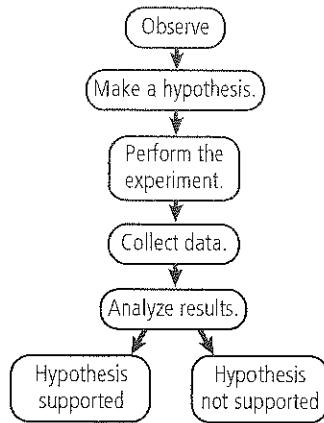 Observe
Make a hypothesis.
Perform the
experiment.
Collect data.
Analyze results.
Hypothesis
supported
Hypothesis
not supported